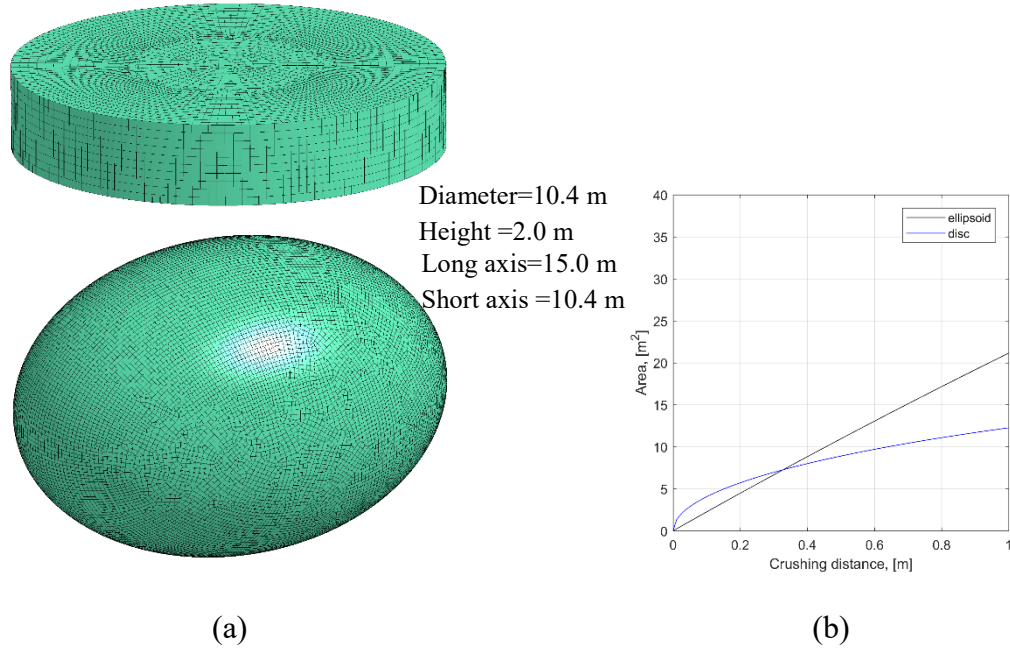 Diameter=10.4 m
Height =2.0 m
Long axis=15.0 m
Short axis =10.4 m
40
35
30
25
20
15
10
5
0
Area, [m²]
ellipsoid
disc
0 0.2 0.4 0.6 0.8 1
Crushing distance, [m]
(a) (b)